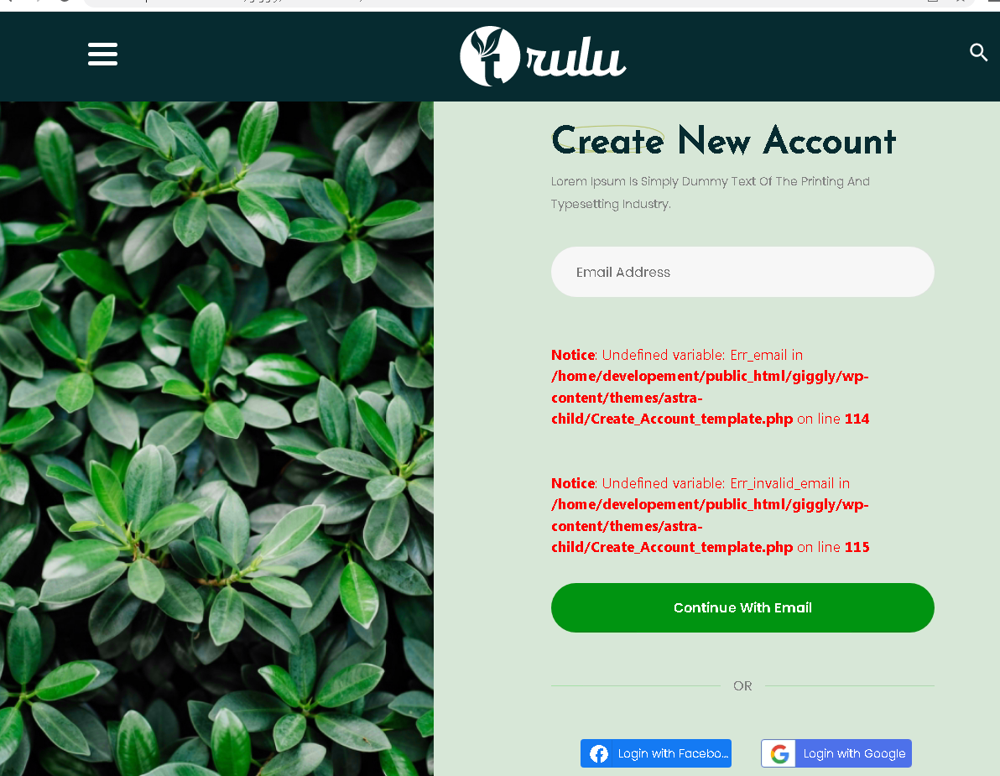 t rulu
Create New Account
Lorem Ipsum Is Simply Dummy Text Of The Printing And
Typesetting Industry.
Email Address
Notice: Undefined variable: Err_email in
/home/developement/public_html/giggly/wp-
content/themes/astra-
child/Create_Account_template.php on line 114
Notice: Undefined variable: Err_invalid_email in
/home/developement/public_html/giggly/wp-
content/themes/astra-
child/Create_Account_template.php on line 115
Continue With Email
OR
Login with Facebo...
Login with Google